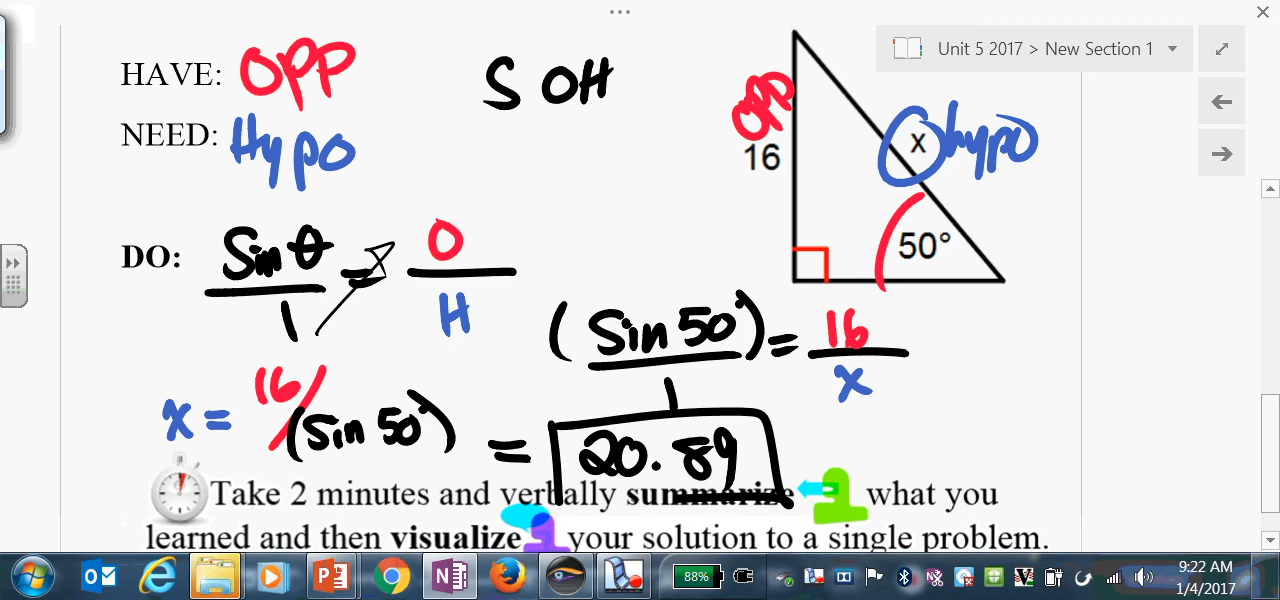 Unit 5 2017 > New Section 1
HAVE: OPP
NEED: Hypo
S OH
OPP
16
x hypo
50°
DO: Sin θ / 1 = O / H
(Sin 50°) / 1 = 16 / x
x = 16/(Sin 50°) = 20.89
Take 2 minutes and verbally summarize what you
learned and then visualize your solution to a single problem.
88%
9:22 AM
1/4/2017